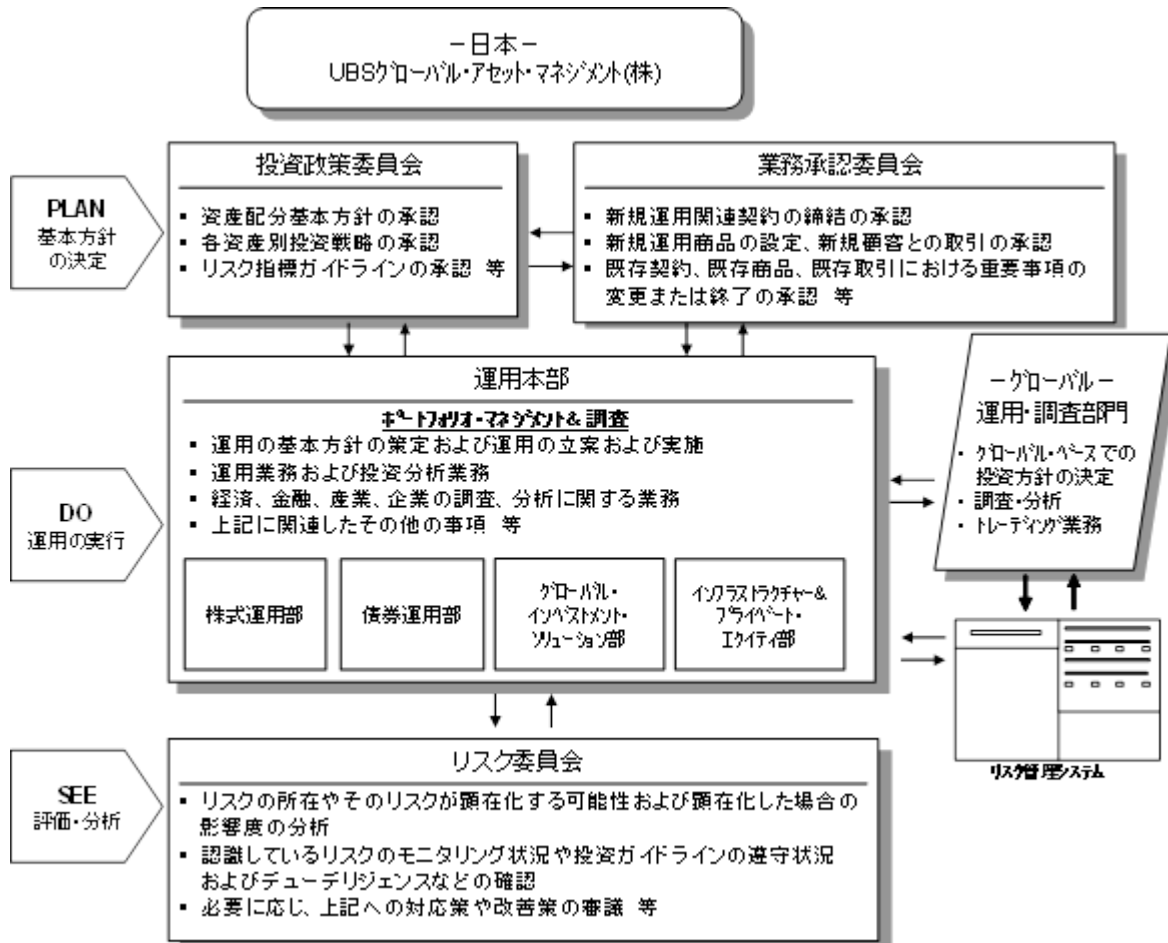 －日本－
UBSグローバル・アセット・マネジメント(株)
PLAN
基本方針
の決定
投資政策委員会
▪ 資産配分基本方針の承認
▪ 各資産別投資戦略の承認
▪ リスク指標ガイドラインの承認 等
業務承認委員会
▪ 新規運用関連契約の締結の承認
▪ 新規運用商品の設定、新規顧客との取引の承認
▪ 既存契約、既存商品、既存取引における重要事項の
変更または終了の承認 等
DO
運用の実行
運用本部
ポートフォリオ・マネジメント&調査
▪ 運用の基本方針の策定および運用の立案および実施
▪ 運用業務および投資分析業務
▪ 経済、金融、産業、企業の調査、分析に関する業務
▪ 上記に関連したその他の事項 等
株式運用部
債券運用部
グローバル・
インベストメント・
ソリューション部
インフラストラクチャー&
プライベート・
エクイティ部
－グローバル－
運用・調査部門
・ グローバル・ベースでの
投資方針の決定
・ 調査・分析
・ トレーディング業務
リスク管理システム
SEE
評価・分析
リスク委員会
▪ リスクの所在やそのリスクが顕在化する可能性および顕在化した場合の
影響度の分析
▪ 認識しているリスクのモニタリング状況や投資ガイドラインの遵守状況
およびデューデリジェンスなどの確認
▪ 必要に応じ、上記への対応策や改善策の審議 等